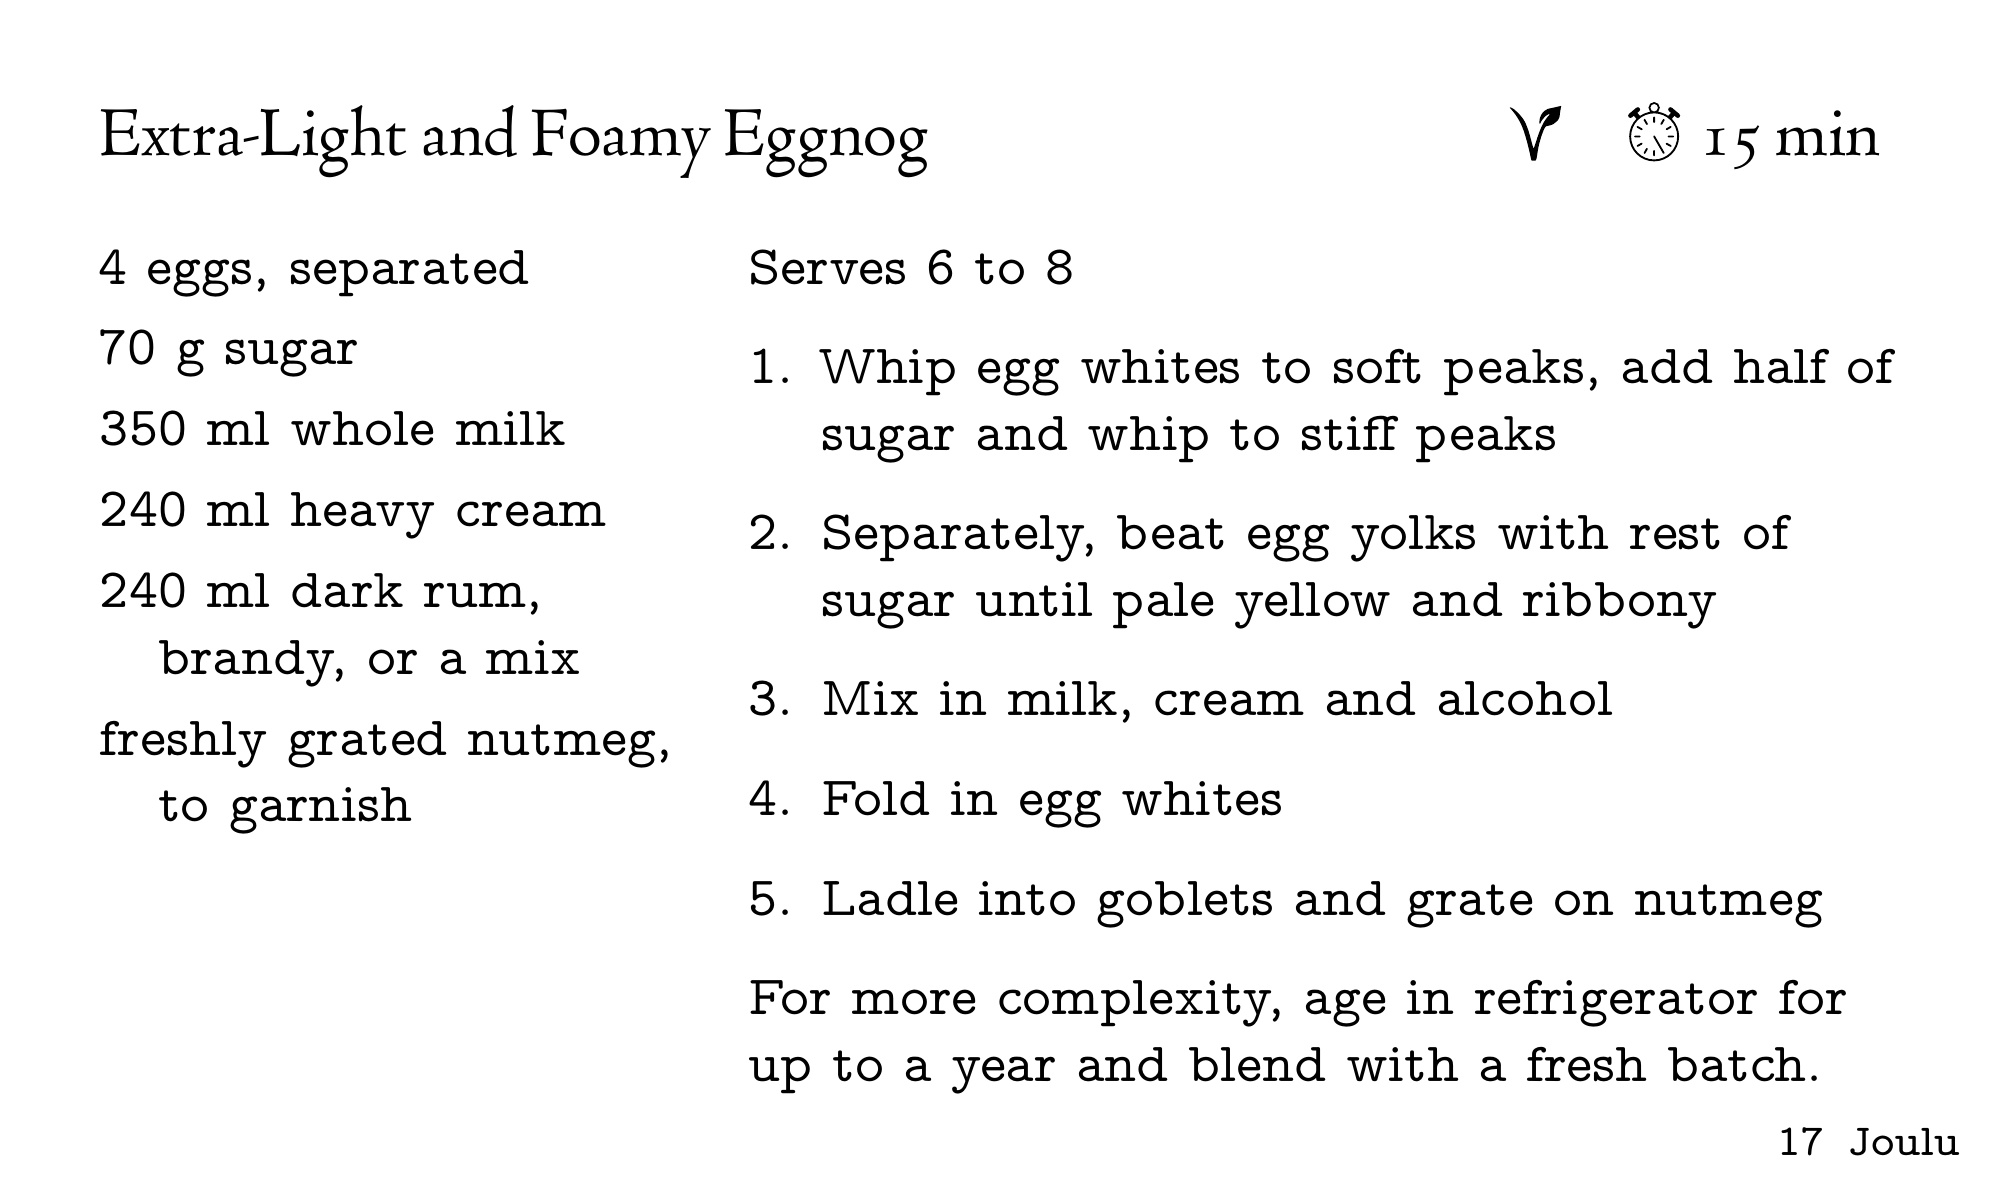 Extra-Light and Foamy Eggnog
15 min
4 eggs, separated
70 g sugar
350 ml whole milk
240 ml heavy cream
240 ml dark rum,
brandy, or a mix
freshly grated nutmeg,
to garnish
Serves 6 to 8
1. Whip egg whites to soft peaks, add half of
sugar and whip to stiff peaks
2. Separately, beat egg yolks with rest of
sugar until pale yellow and ribbony
3. Mix in milk, cream and alcohol
4. Fold in egg whites
5. Ladle into goblets and grate on nutmeg
For more complexity, age in refrigerator for
up to a year and blend with a fresh batch.
17 Joulu